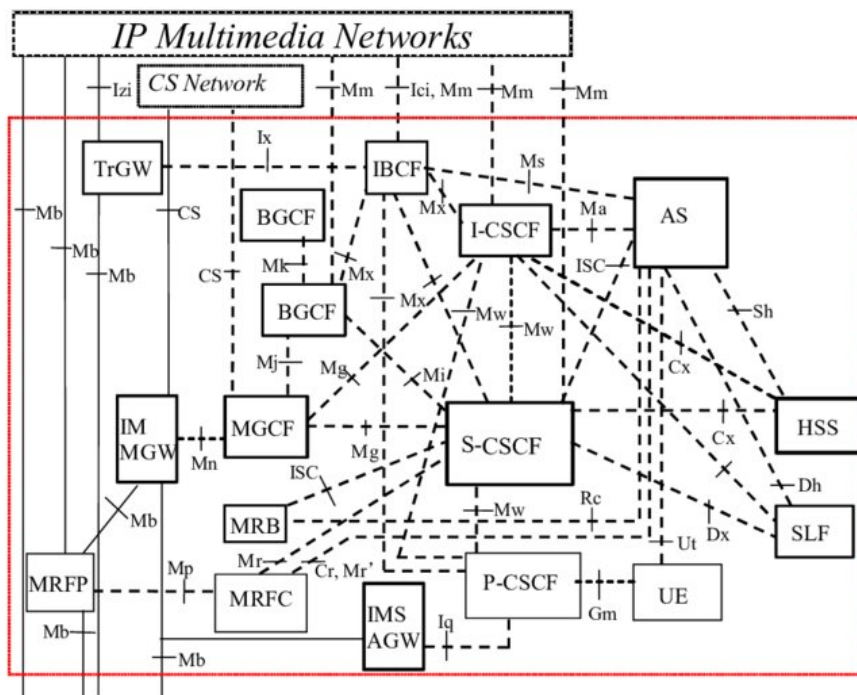 IP Multimedia Networks
CS Network
Izi
Mm
Ici, Mm
Mm
Mm
TrGW
Ix
IBCF
Ms
AS
Mb
CS
BGCF
Mx
I-CSCF
Ma
Mb
Mb
CS
Mk
Mx
Mx
ISC
BGCF
Mw
Mw
Sh
Mj
Mg
Mi
Cx
IM
MGW
Mn
MGCF
Mg
S-CSCF
Cx
HSS
ISC
Mb
MRB
Mw
Rc
Dh
Dx
SLF
Ut
MRFP
Mp
Mr
Cr, Mr’
MRFC
P-CSCF
Gm
UE
Mb
IMS
AGW
Iq
Mb